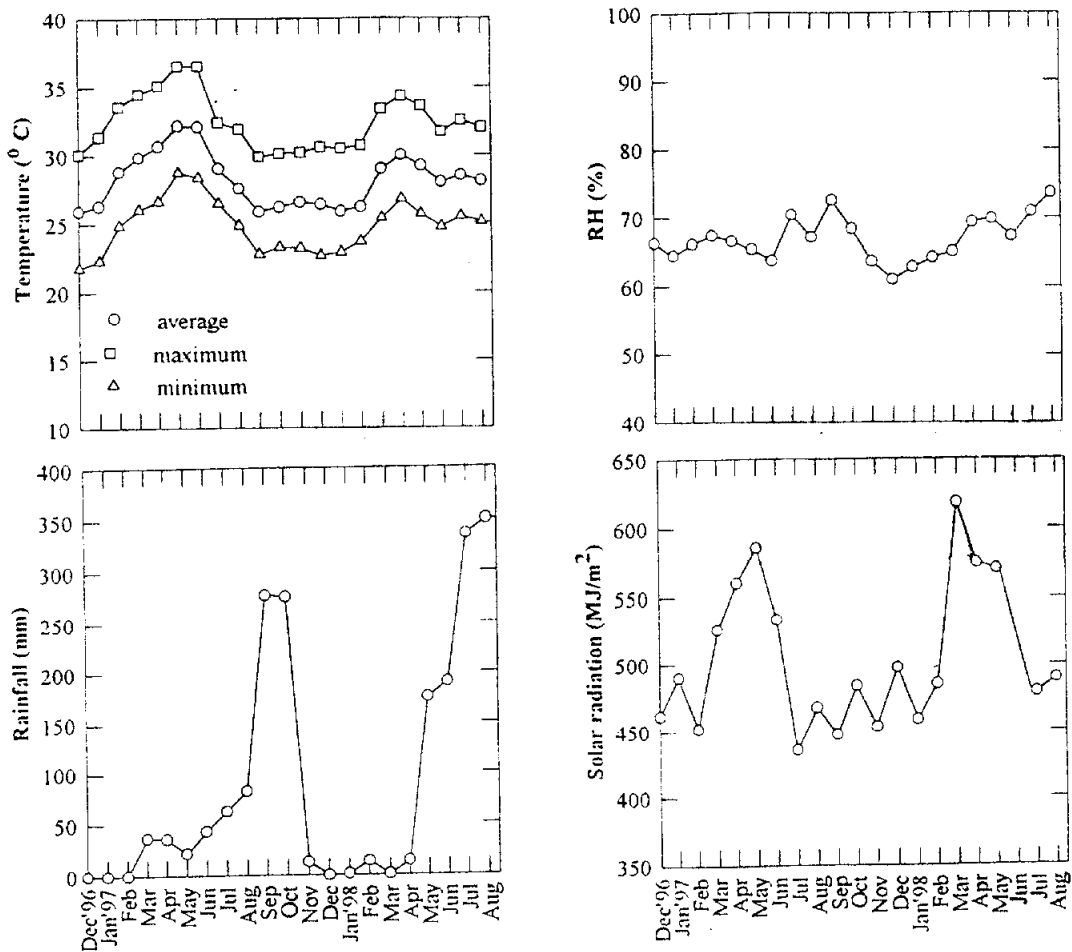 40
35
30
25
20
15
10
Temperature (⁰ C)
average
maximum
minimum
100
90
80
70
60
50
40
RH (%)
400
350
300
250
200
150
100
50
0
Rainfall (mm)
Dec'96
Jan'97
Feb
Mar
Apr
May
Jun
Jul
Aug
Sep
Oct
Nov
Dec
Jan'98
Feb
Mar
Apr
May
Jun
Jul
Aug
650
600
550
500
450
400
350
Solar radiation (MJ/m²)
Dec'96
Jan'97
Feb
Mar
Apr
May
Jun
Jul
Aug
Sep
Oct
Nov
Dec
Jan'98
Feb
Mar
Apr
May
Jun
Jul
Aug